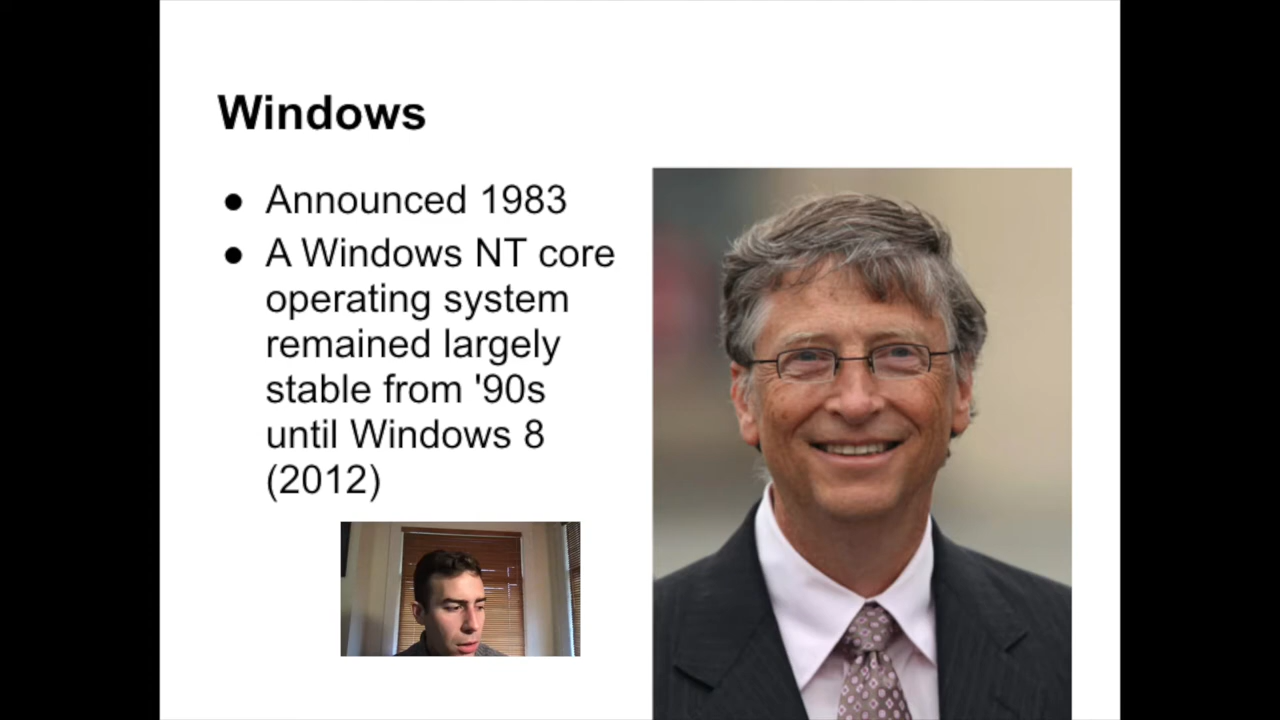 Windows
● Announced 1983
● A Windows NT core
operating system
remained largely
stable from '90s
until Windows 8
(2012)